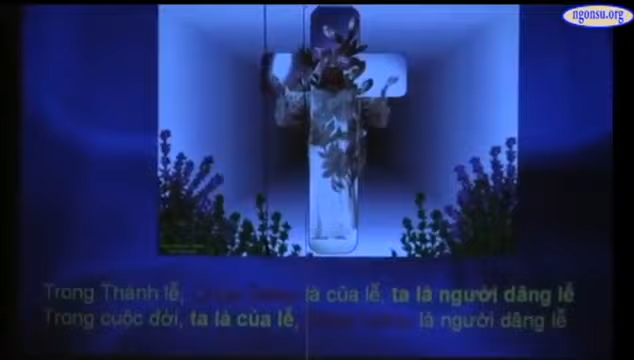 ngonsu.org
Trong Thánh lễ, là của lễ, ta là người dâng lễ
Trong cuộc đời, ta là của lễ, là người dâng lễ